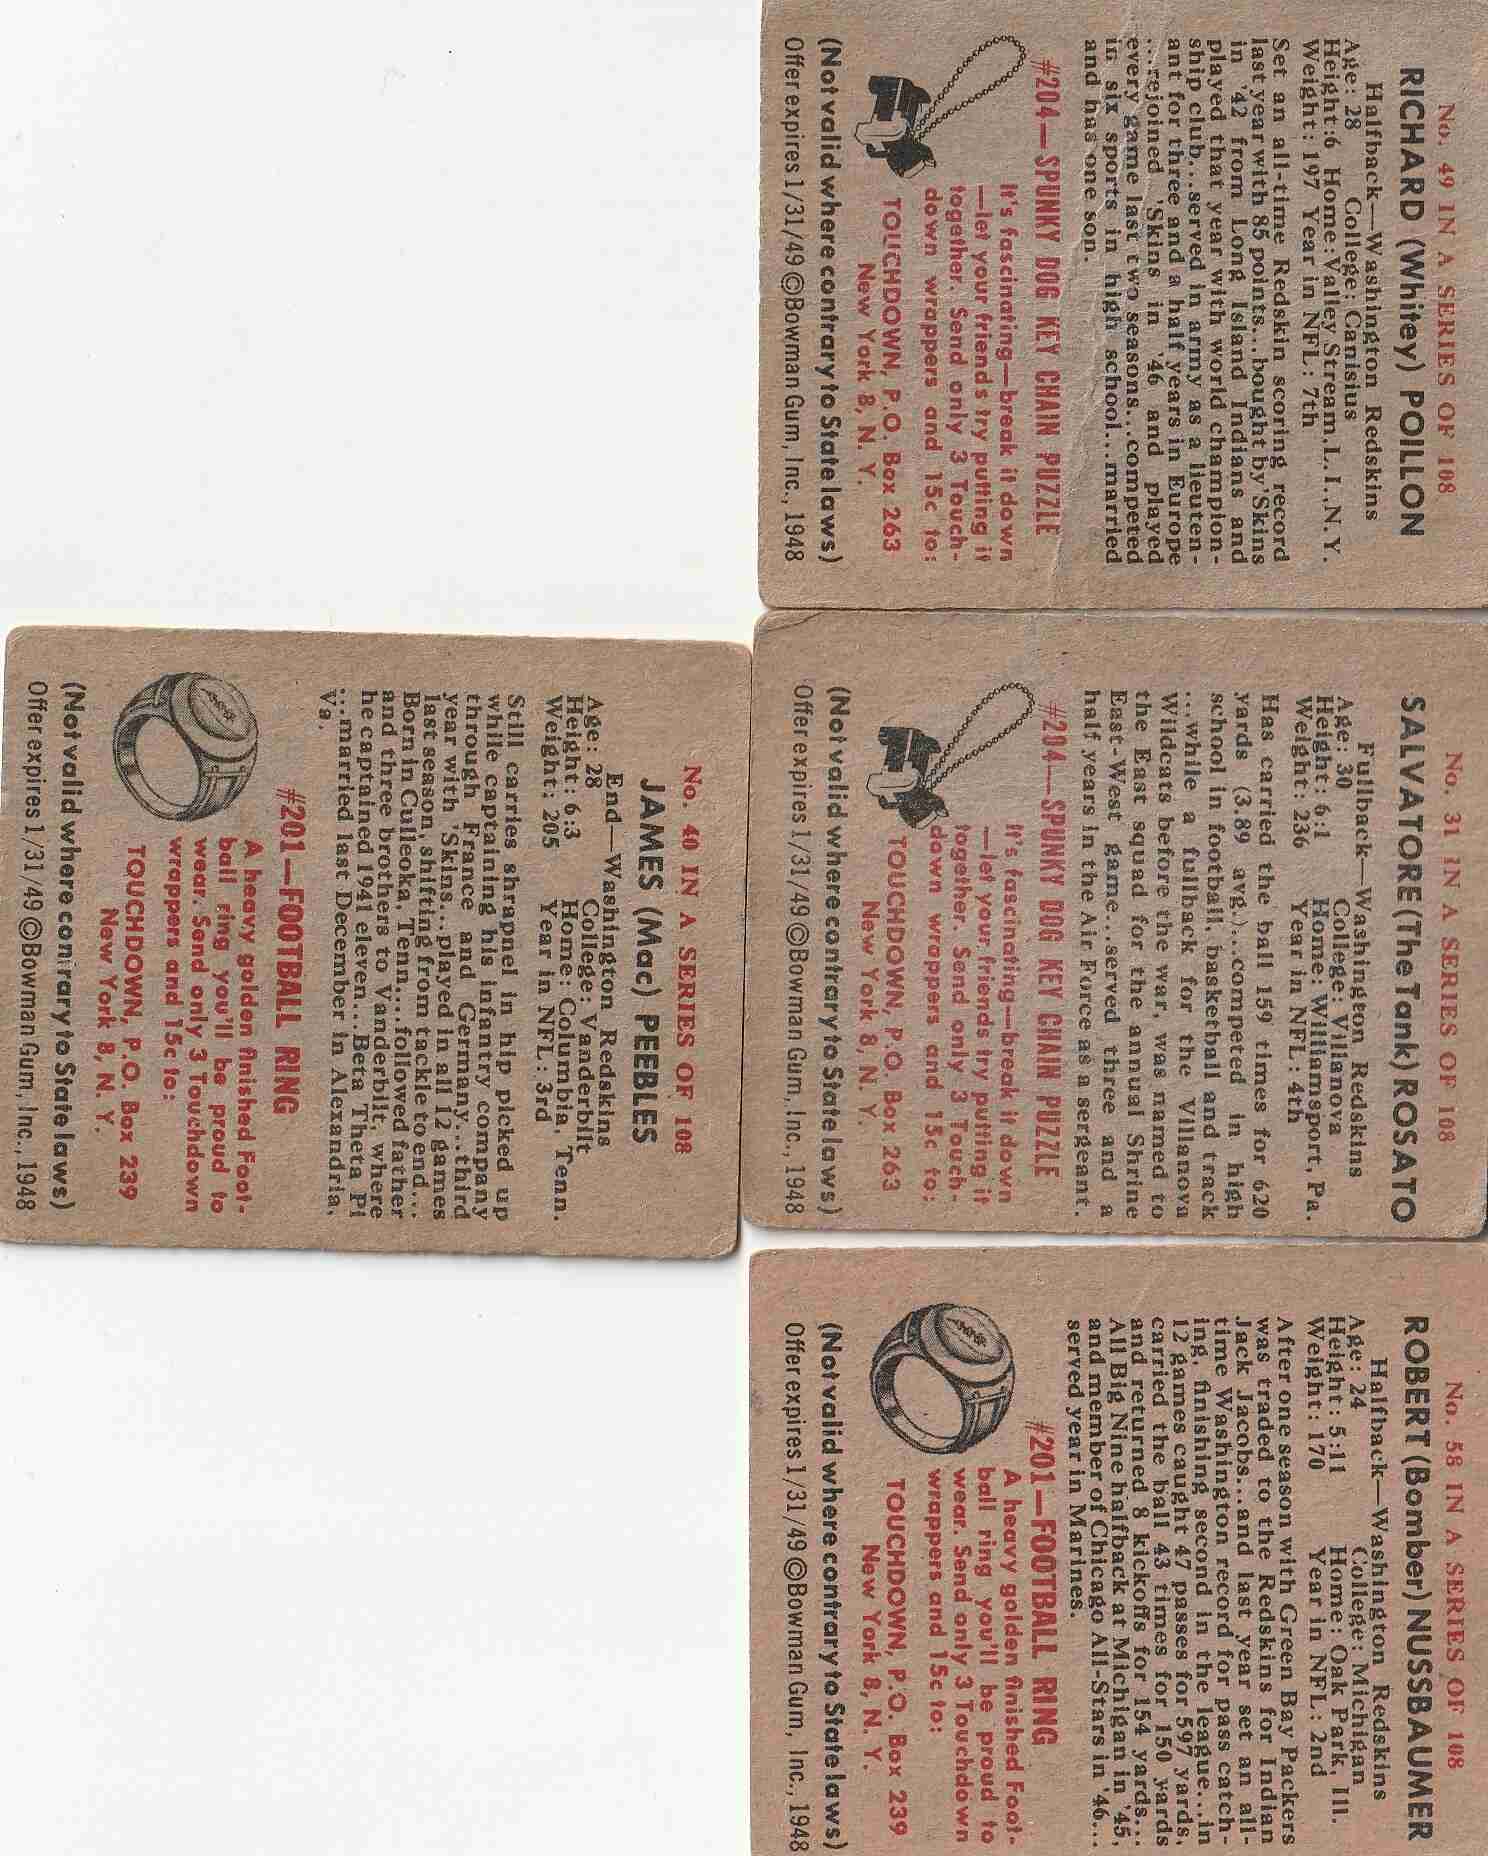 No. 49 IN A SERIES OF 108
RICHARD (Whitey) POILLON
Halfback—Washington Redskins
Age: 28 College: Canisius
Height: 6 Home: Valley Stream, L. I., N. Y.
Weight: 197 Year in NFL: 7th
Set an all-time Redskin scoring record
last year with 85 points...bought by 'Skins
in '42 from Long Island Indians and
played that year with world champion-
ship club...served in army as a lieuten-
ant for three and a half years in Europe
...rejoined 'Skins in '46 and played
every game last two seasons...competed
in six sports in high school...married
and has one son.
#204—SPUNKY DOG KEY CHAIN PUZZLE
It's fascinating—break it down
—let your friends try putting it
together. Send only 3 Touch-
down wrappers and 15c to:
TOUCHDOWN, P.O. Box 263
New York 8, N. Y.
(Not valid where contrary to State laws)
Offer expires 1/31/49 ©Bowman Gum, Inc., 1948
No. 31 IN A SERIES OF 108
SALVATORE (The Tank) ROSATO
Fullback—Washington Redskins
Age: 30 College: Villanova
Height: 6:1 Home: Williamsport, Pa.
Weight: 236 Year in NFL: 4th
Has carried the ball 159 times for 620
yards (3.89 avg.)...competed in high
school in football, basketball and track
...while a fullback for the Villanova
Wildcats before the war, was named to
the East squad for the annual Shrine
East-West game...served three and a
half years in the Air Force as a sergeant.
#204—SPUNKY DOG KEY CHAIN PUZZLE
It's fascinating—break it down
—let your friends try putting it
together. Send only 3 Touch-
down wrappers and 15c to:
TOUCHDOWN, P.O. Box 263
New York 8, N. Y.
(Not valid where contrary to State laws)
Offer expires 1/31/49 ©Bowman Gum, Inc., 1948
No. 58 IN A SERIES OF 108
ROBERT (Bomber) NUSSBAUMER
Halfback—Washington Redskins
Age: 24 College: Michigan
Height: 5:11 Home: Oak Park, Ill.
Weight: 170 Year in NFL: 2nd
After one season with Green Bay Packers
was traded to the Redskins for Indian
Jack Jacobs...and last year set an all-
time Washington record for pass catch-
ing, finishing second in the league...in
12 games caught 47 passes for 597 yards,
carried the ball 43 times for 150 yards
and returned 8 kickoffs for 154 yards...
All Big Nine halfback at Michigan in '45,
and member of Chicago All-Stars in '46...
served year in Marines.
#201—FOOTBALL RING
A heavy golden finished Foot-
ball ring you'll be proud to
wear. Send only 3 Touchdown
wrappers and 15c to:
TOUCHDOWN, P.O. Box 239
New York 8, N. Y.
(Not valid where contrary to State laws)
Offer expires 1/31/49 ©Bowman Gum, Inc., 1948
No. 40 IN A SERIES OF 108
JAMES (Mac) PEEBLES
End—Washington Redskins
Age: 28 College: Vanderbilt
Height: 6:3 Home: Columbia, Tenn.
Weight: 205 Year in NFL: 3rd
Still carries shrapnel in hip picked up
while captaining his infantry company
through France and Germany...third
year with 'Skins...played in all 12 games
last season, shifting from tackle to end...
Born in Culleoka, Tenn....followed father
and three brothers to Vanderbilt, where
he captained 1941 eleven...Beta Theta Pi
...married last December in Alexandria,
Va.
#201—FOOTBALL RING
A heavy golden finished Foot-
ball ring you'll be proud to
wear. Send only 3 Touchdown
wrappers and 15c to:
TOUCHDOWN, P.O. Box 239
New York 8, N. Y.
(Not valid where contrary to State laws)
Offer expires 1/31/49 ©Bowman Gum, Inc., 1948